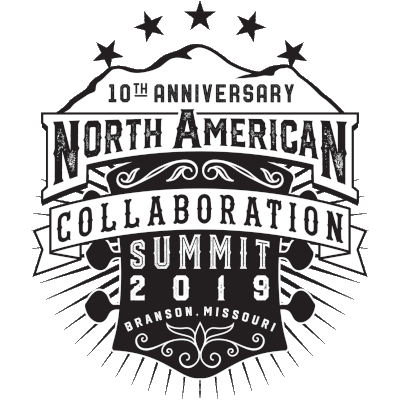 10TH ANNIVERSARY
NORTH AMERICAN
COLLABORATION
SUMMIT
2019
BRANSON, MISSOURI